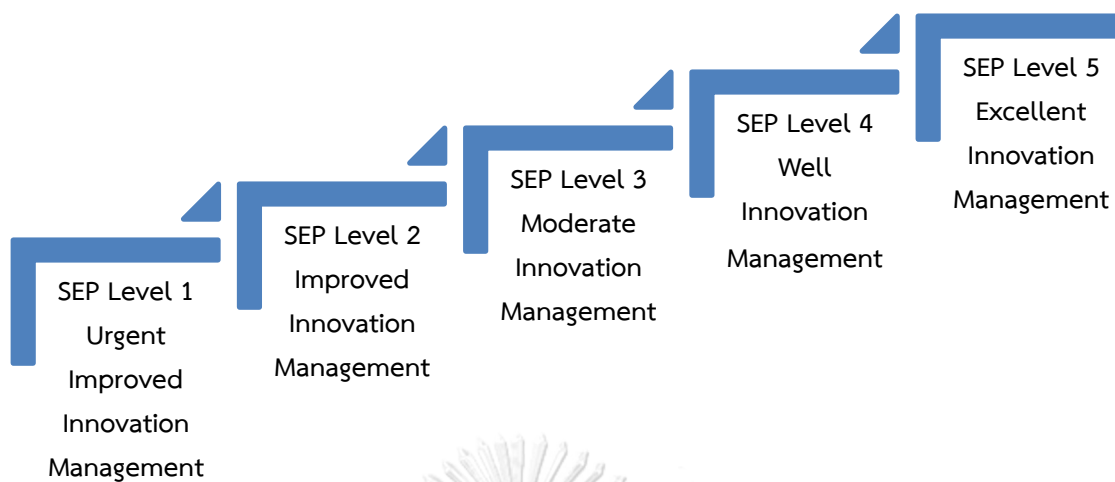 SEP Level 1
Urgent
Improved
Innovation
Management
SEP Level 2
Improved
Innovation
Management
SEP Level 3
Moderate
Innovation
Management
SEP Level 4
Well
Innovation
Management
SEP Level 5
Excellent
Innovation
Management